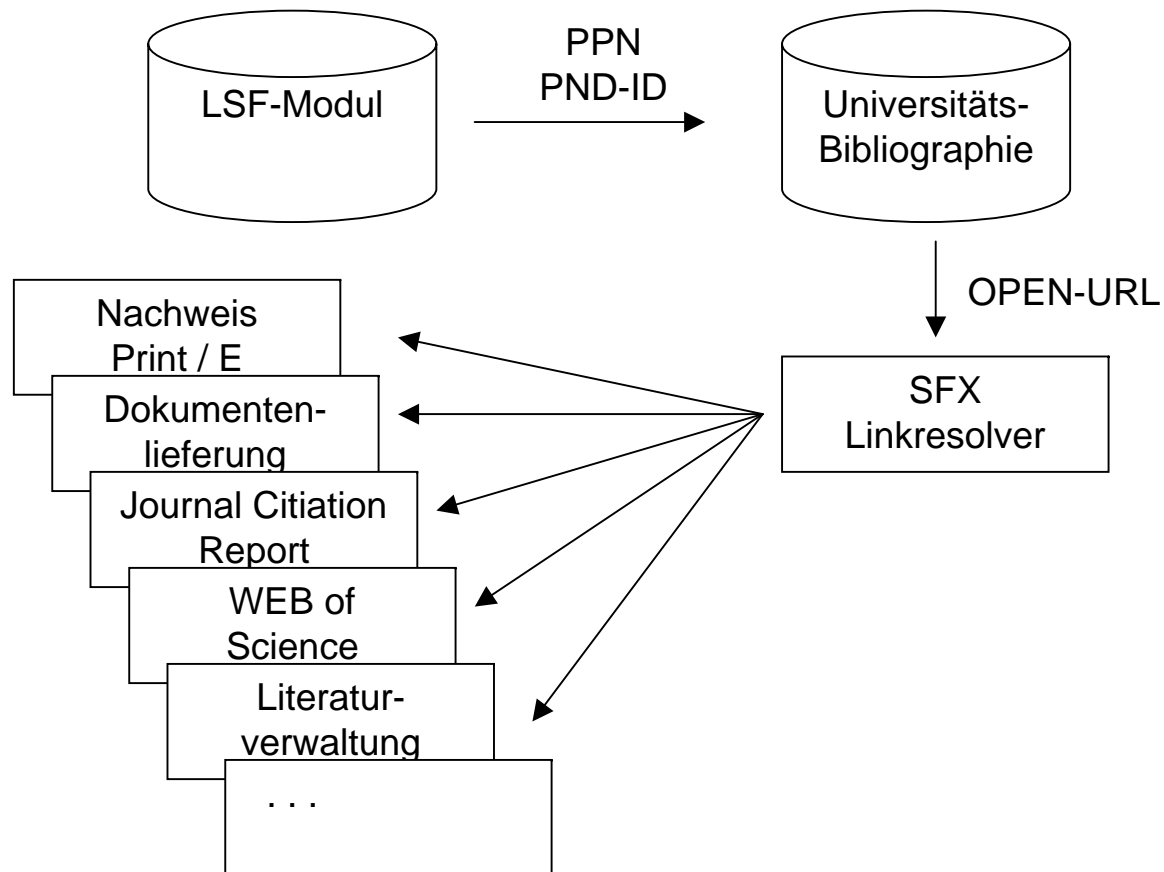 PPN
PND-ID
LSF-Modul
Universitäts-
Bibliographie
OPEN-URL
SFX
Linkresolver
Nachweis
Print / E
Dokumenten-
lieferung
Journal Citiation
Report
WEB of
Science
Literatur-
verwaltung
. . .